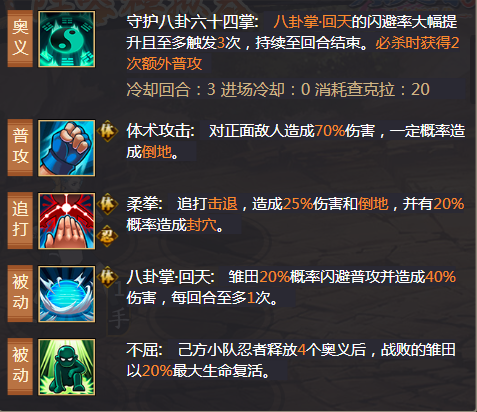 奥义
守护八卦六十四掌: 八卦掌·回天的闪避率大幅提
升且至多触发3次，持续至回合结束。必杀时获得2
次额外普攻
冷却回合：3 进场冷却：0 消耗查克拉：20
普攻
体
体术攻击: 对正面敌人造成70%伤害，一定概率造
成倒地。
追打
体
忍
柔拳: 追打击退，造成25%伤害和倒地，并有20%
概率造成封穴。
被动
体
八卦掌·回天: 雏田20%概率闪避普攻并造成40%
伤害，每回合至多1次。
1
手
被动
不屈: 己方小队忍者释放4个奥义后，战败的雏田
以20%最大生命复活。